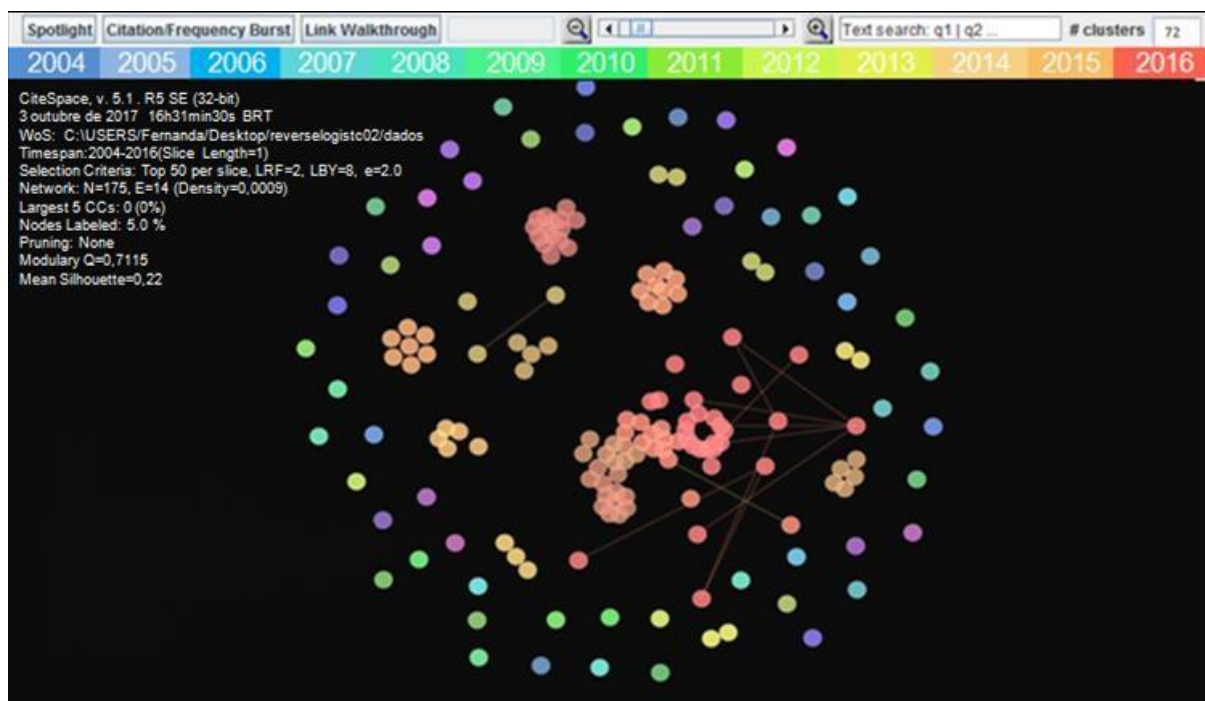 Spotlight Citation/Frequency Burst Link Walkthrough Text search: q1 | q2 ... # clusters 72
2004 2005 2006 2007 2008 2009 2010 2011 2012 2013 2014 2015 2016
CiteSpace, v. 5.1 . R5 SE (32-bit)
3 outubro de 2017 16h31min30s BRT
WoS: C:\USERS/Fernanda/Desktop/reverselogistc02/dados
Timespan:2004-2016(Slice Length=1)
Selection Criteria: Top 50 per slice, LRF=2, LBY=8, e=2.0
Network: N=175, E=14 (Density=0,0009)
Largest 5 CCs: 0 (0%)
Nodes Labeled: 5.0 %
Pruning: None
Modulary Q=0,7115
Mean Silhouette=0,22